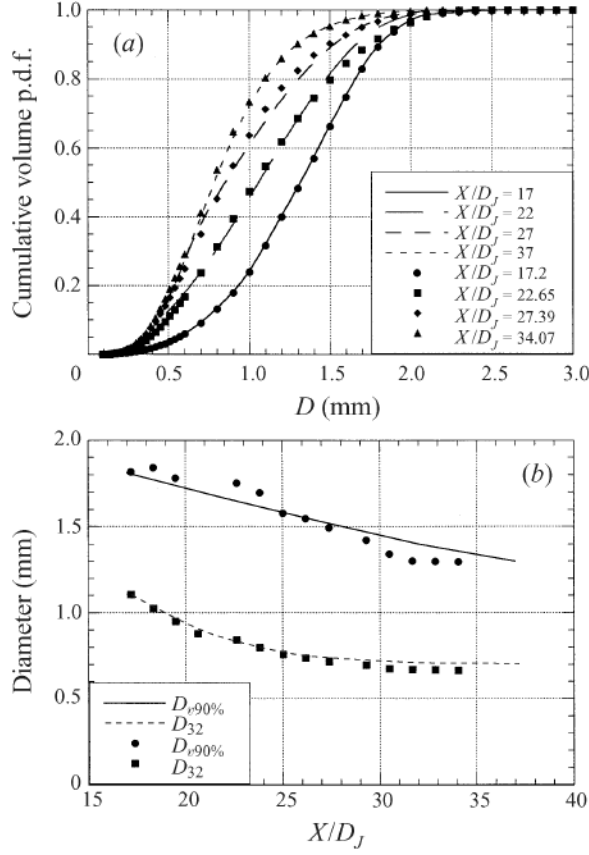 (a)
Cumulative volume p.d.f.
1.0
0.8
0.6
0.4
0.2
0
0.5
1.0
1.5
2.0
2.5
3.0
D (mm)
X/D_J = 17
X/D_J = 22
X/D_J = 27
X/D_J = 37
X/D_J = 17.2
X/D_J = 22.65
X/D_J = 27.39
X/D_J = 34.07
(b)
Diameter (mm)
2.0
1.5
1.0
0.5
0
15
20
25
30
35
40
X/D_J
D_v90%
D_32
D_v90%
D_32